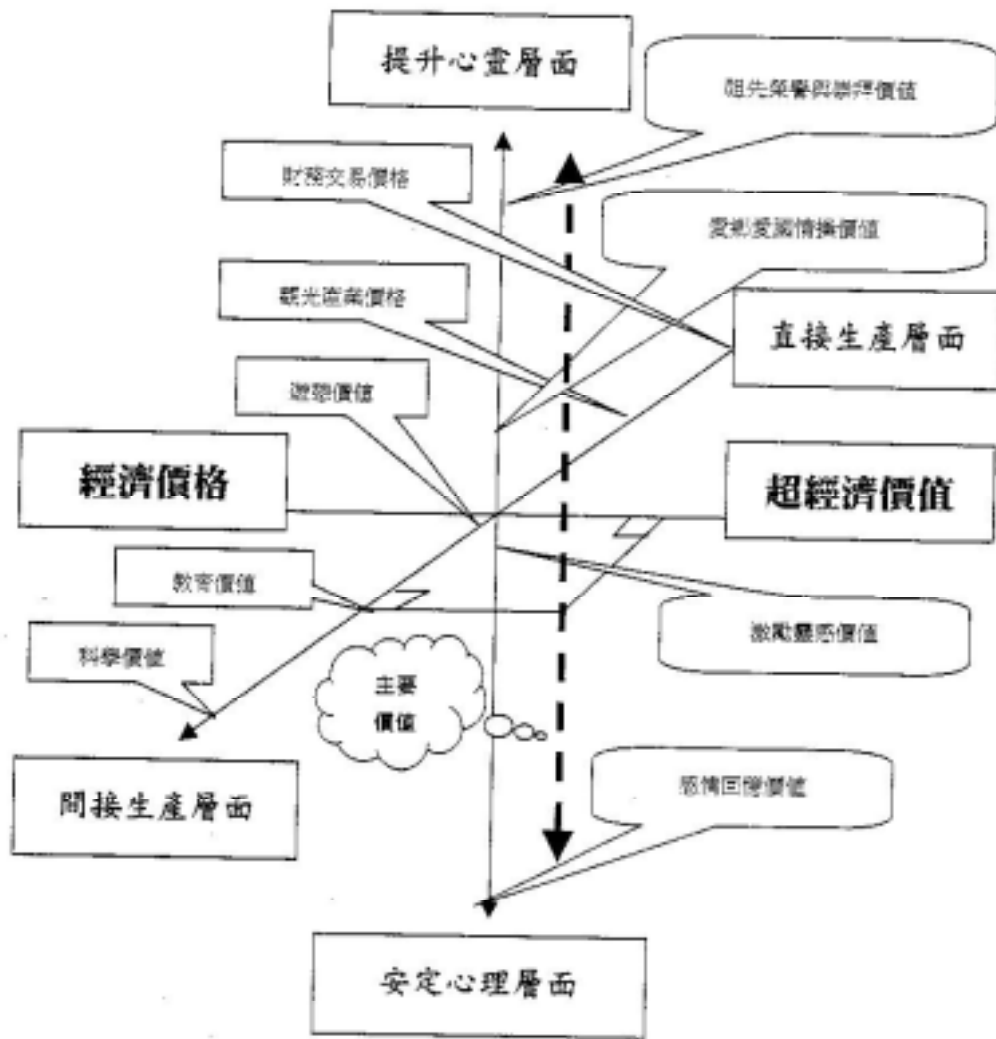 提升心靈層面
祖先榮譽與崇拜價值
財務交易價格
愛鄉愛國情操價值
觀光產業價格
直接生產層面
遊憩價值
經濟價格
超經濟價值
教育價值
激勵靈感價值
科學價值
主要
價值
感情回憶價值
間接生產層面
安定心理層面